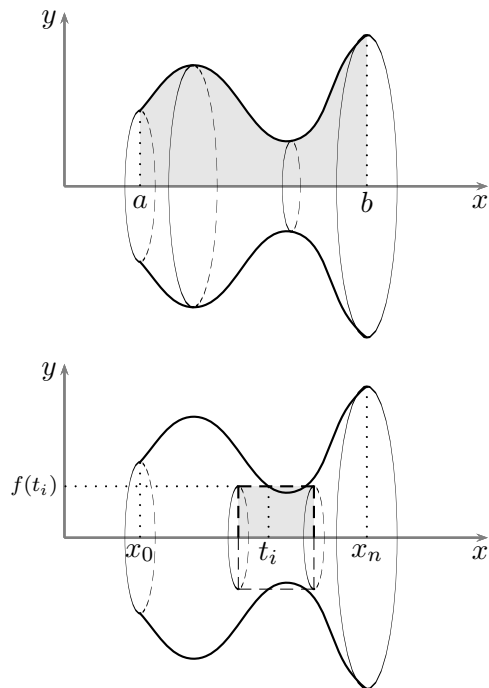 y
a b x
y
f(t_i)
x_0 t_i x_n x